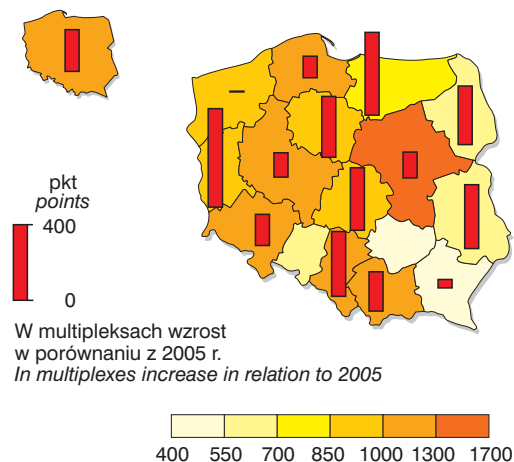 pkt
points
400
0
W multipleksach wzrost
w porównaniu z 2005 r.
In multiplexes increase in relation to 2005
400 550 700 850 1000 1300 1700